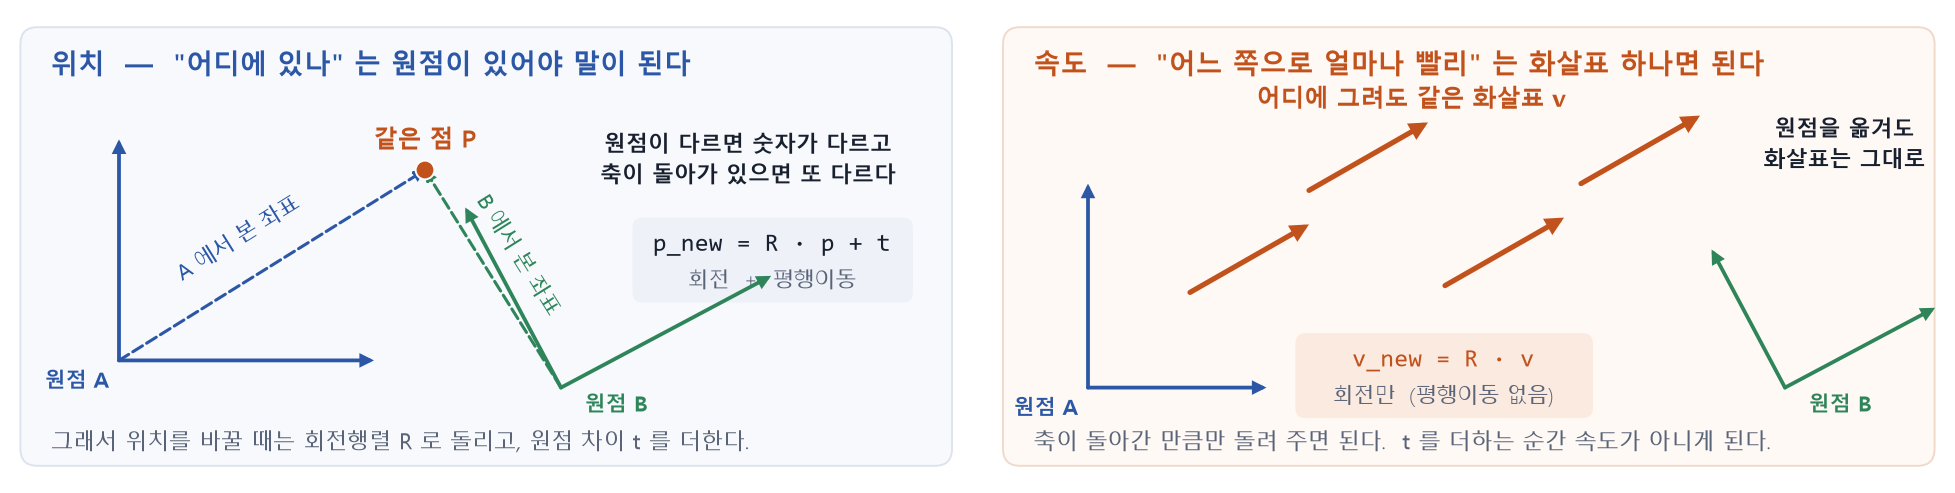 위치 — "어디에 있나" 는 원점이 있어야 말이 된다
같은 점 P
원점이 다르면 숫자가 다르고
축이 돌아가 있으면 또 다르다
A 에서 본 좌표
B 에서 본 좌표
p_new = R · p + t
회전 + 평행이동
원점 A
원점 B
그래서 위치를 바꿀 때는 회전행렬 R 로 돌리고, 원점 차이 t 를 더한다.
속도 — "어느 쪽으로 얼마나 빨리" 는 화살표 하나면 된다
어디에 그려도 같은 화살표 v
원점을 옮겨도
화살표는 그대로
v_new = R · v
회전만 (평행이동 없음)
원점 A
원점 B
축이 돌아간 만큼만 돌려 주면 된다. t 를 더하는 순간 속도가 아니게 된다.